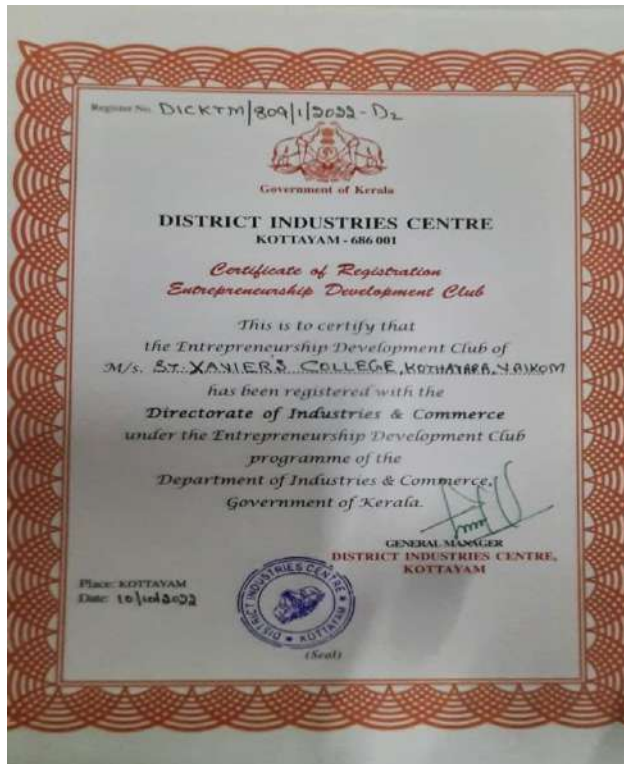 Register No. DICKTM/809/1/2022-D2
Government of Kerala
DISTRICT INDUSTRIES CENTRE
KOTTAYAM - 686 001
Certificate of Registration
Entrepreneurship Development Club
This is to certify that
the Entrepreneurship Development Club of
M/s. ST. XAVIER'S COLLEGE, KOTHAVARA, VAIKOM
has been registered with the
Directorate of Industries & Commerce
under the Entrepreneurship Development Club
programme of the
Department of Industries & Commerce,
Government of Kerala.
GENERAL MANAGER
DISTRICT INDUSTRIES CENTRE,
KOTTAYAM
Place: KOTTAYAM
Date: 10/10/2022
DISTRICT INDUSTRIES CENTRE
KOTTAYAM
(Seal)